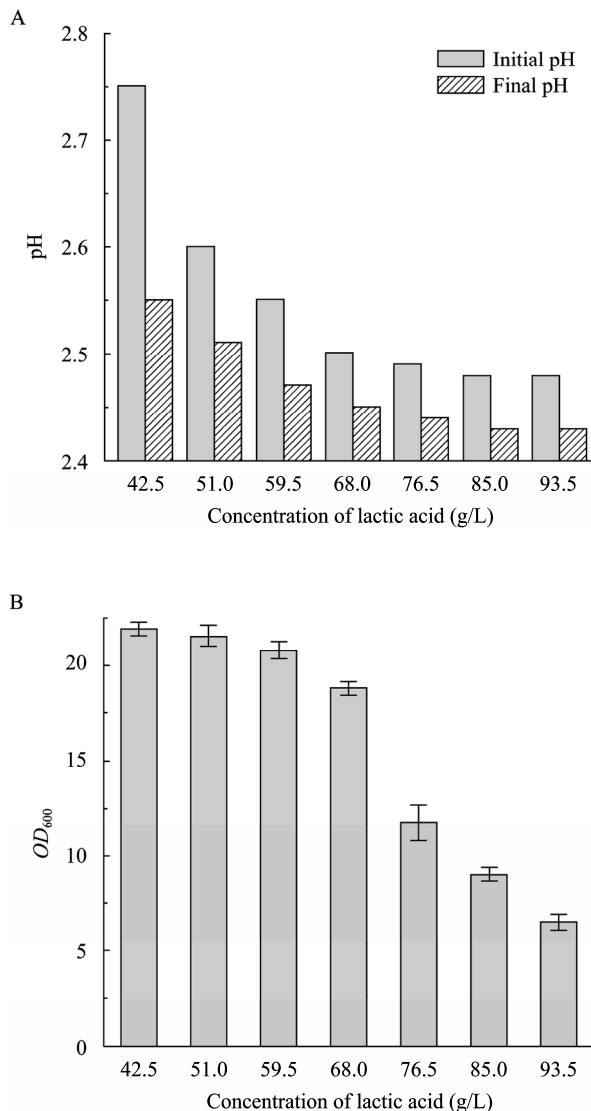 A
2.8
2.7
2.6
2.5
2.4
pH
Initial pH
Final pH
42.5 51.0 59.5 68.0 76.5 85.0 93.5
Concentration of lactic acid (g/L)
B
20
15
10
5
0
OD600
42.5 51.0 59.5 68.0 76.5 85.0 93.5
Concentration of lactic acid (g/L)